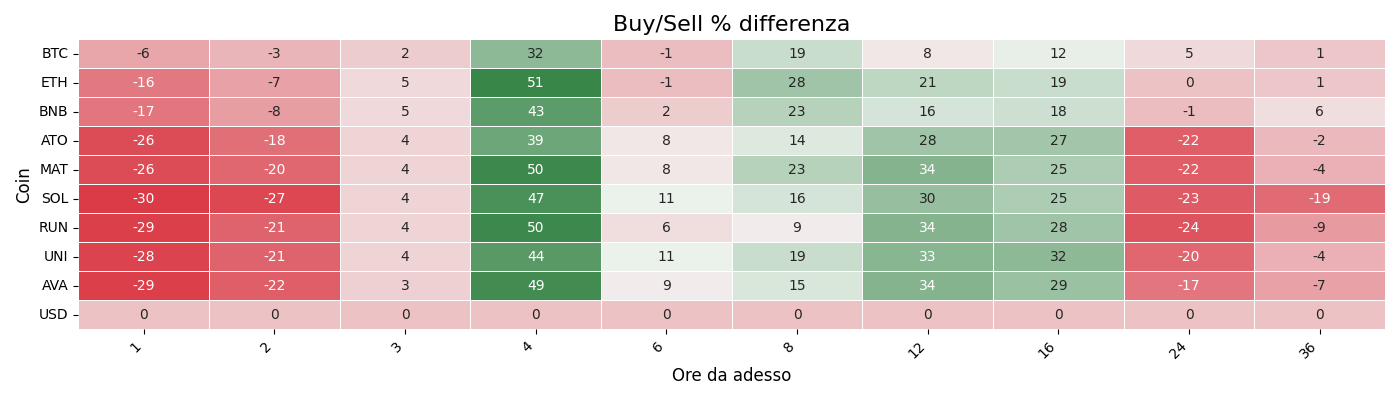 Buy/Sell % differenza
Coin
BTC -6 -3 2 32 -1 19 8 12 5 1
ETH -16 -7 5 51 -1 28 21 19 0 1
BNB -17 -8 5 43 2 23 16 18 -1 6
ATO -26 -18 4 39 8 14 28 27 -22 -2
MAT -26 -20 4 50 8 23 34 25 -22 -4
SOL -30 -27 4 47 11 16 30 25 -23 -19
RUN -29 -21 4 50 6 9 34 28 -24 -9
UNI -28 -21 4 44 11 19 33 32 -20 -4
AVA -29 -22 3 49 9 15 34 29 -17 -7
USD 0 0 0 0 0 0 0 0 0 0
1 2 3 4 6 8 12 16 24 36
Ore da adesso